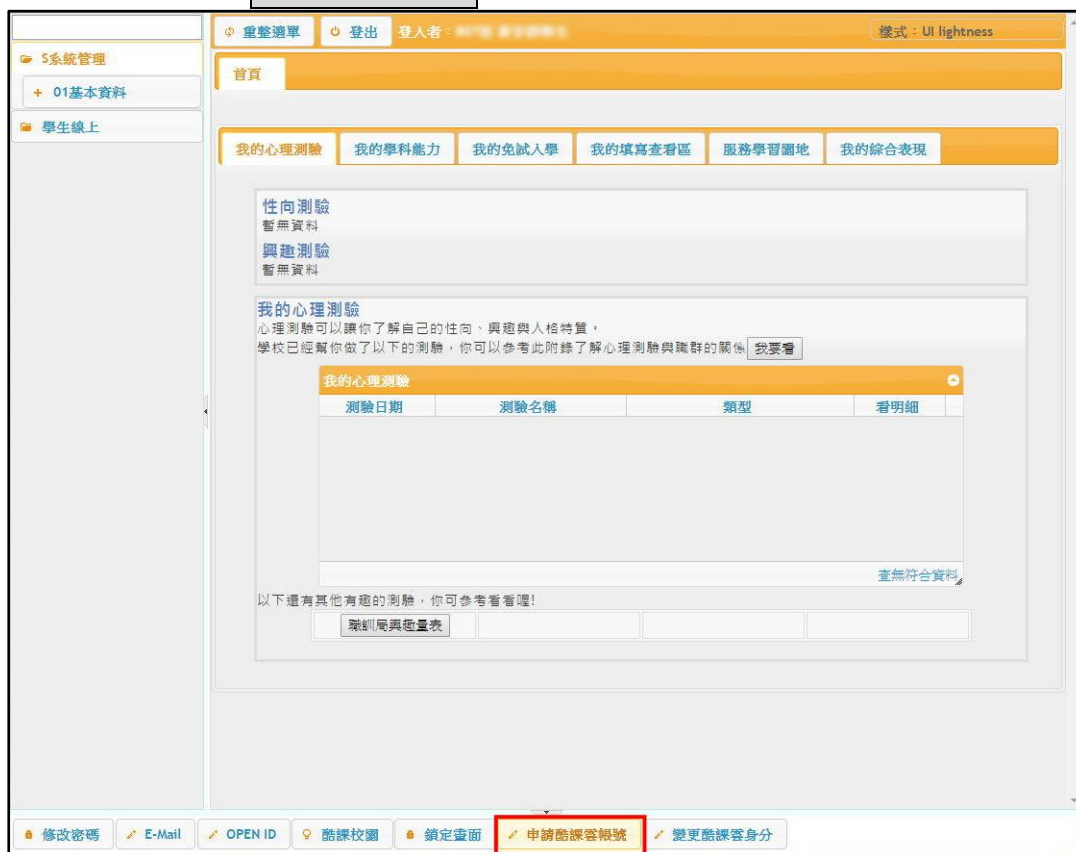 重整選單
登出
登入者：
樣式：UI lightness
S系統管理
01基本資料
學生線上
首頁
我的心理測驗
我的學科能力
我的免試入學
我的填寫查看區
服務學習園地
我的綜合表現
性向測驗
暫無資料
興趣測驗
暫無資料
我的心理測驗
心理測驗可以讓你了解自己的性向、興趣與人格特質。
學校已經幫你做了以下的測驗，你可以參考此附錄了解心理測驗與職群的關係 我要看
我的心理測驗
測驗日期 測驗名稱 類型 看明細
查無符合資料
以下還有其他有趣的測驗，你可參考看看喔!
職訓局興趣量表
修改密碼
E-Mail
OPEN ID
酷課校園
鎖定畫面
申請酷課雲帳號
變更酷課雲身分